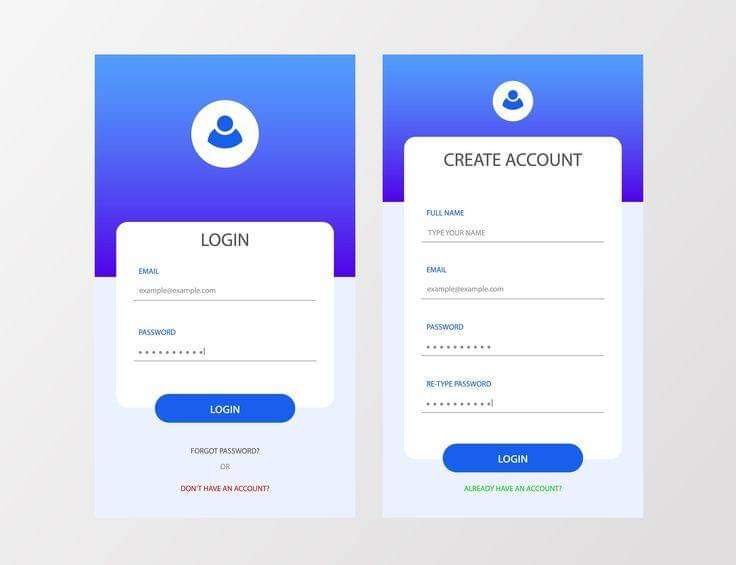 LOGIN
EMAIL
example@example.com
PASSWORD
LOGIN
FORGOT PASSWORD?
OR
DON'T HAVE AN ACCOUNT?
CREATE ACCOUNT
FULL NAME
TYPE YOUR NAME
EMAIL
example@example.com
PASSWORD
RE-TYPE PASSWORD
LOGIN
ALREADY HAVE AN ACCOUNT?